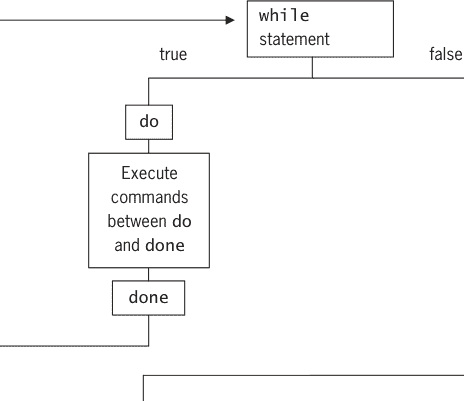 while
statement
true
false
do
Execute
commands
between do
and done
done